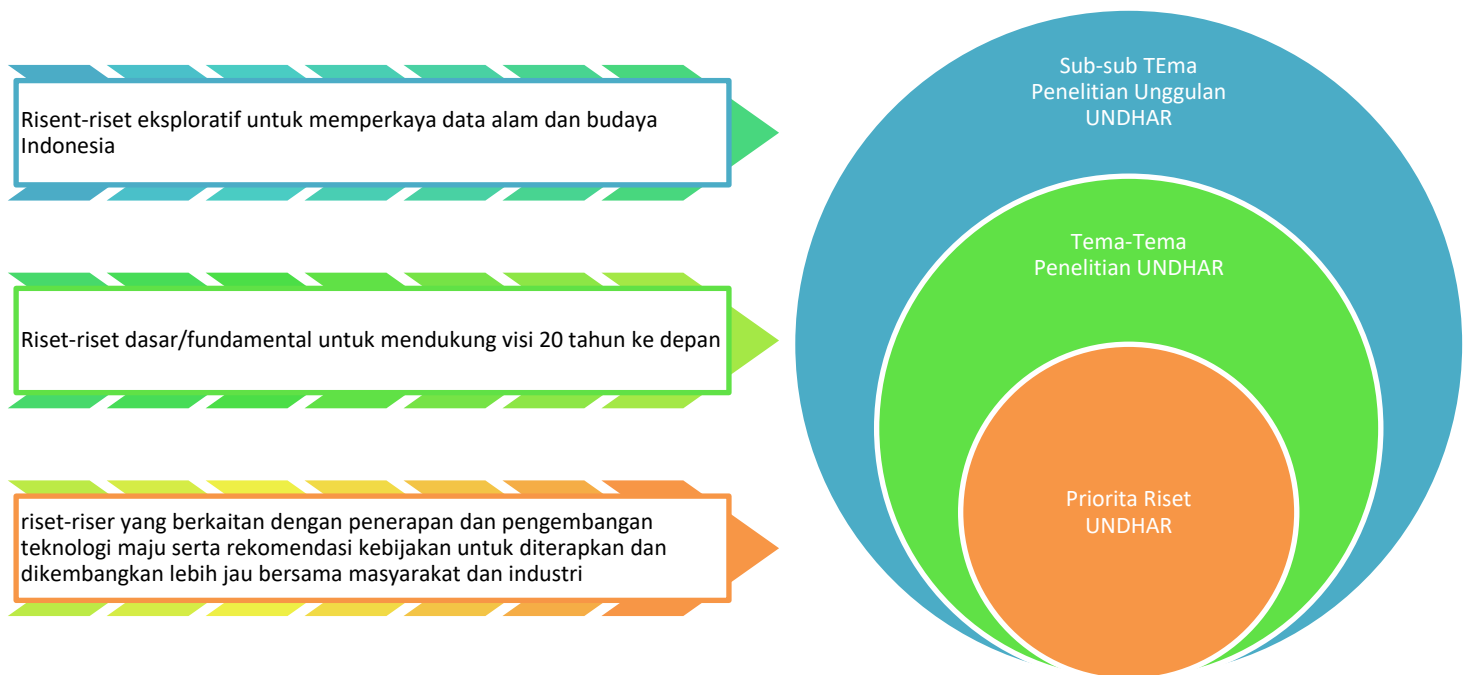 Risent-riset eksploratif untuk memperkaya data alam dan budaya
Indonesia
Riset-riset dasar/fundamental untuk mendukung visi 20 tahun ke depan
riset-riser yang berkaitan dengan penerapan dan pengembangan
teknologi maju serta rekomendasi kebijakan untuk diterapkan dan
dikembangkan lebih jau bersama masyarakat dan industri
Sub-sub TEma
Penelitian Unggulan
UNDHAR
Tema-Tema
Penelitian UNDHAR
Priorita Riset
UNDHAR